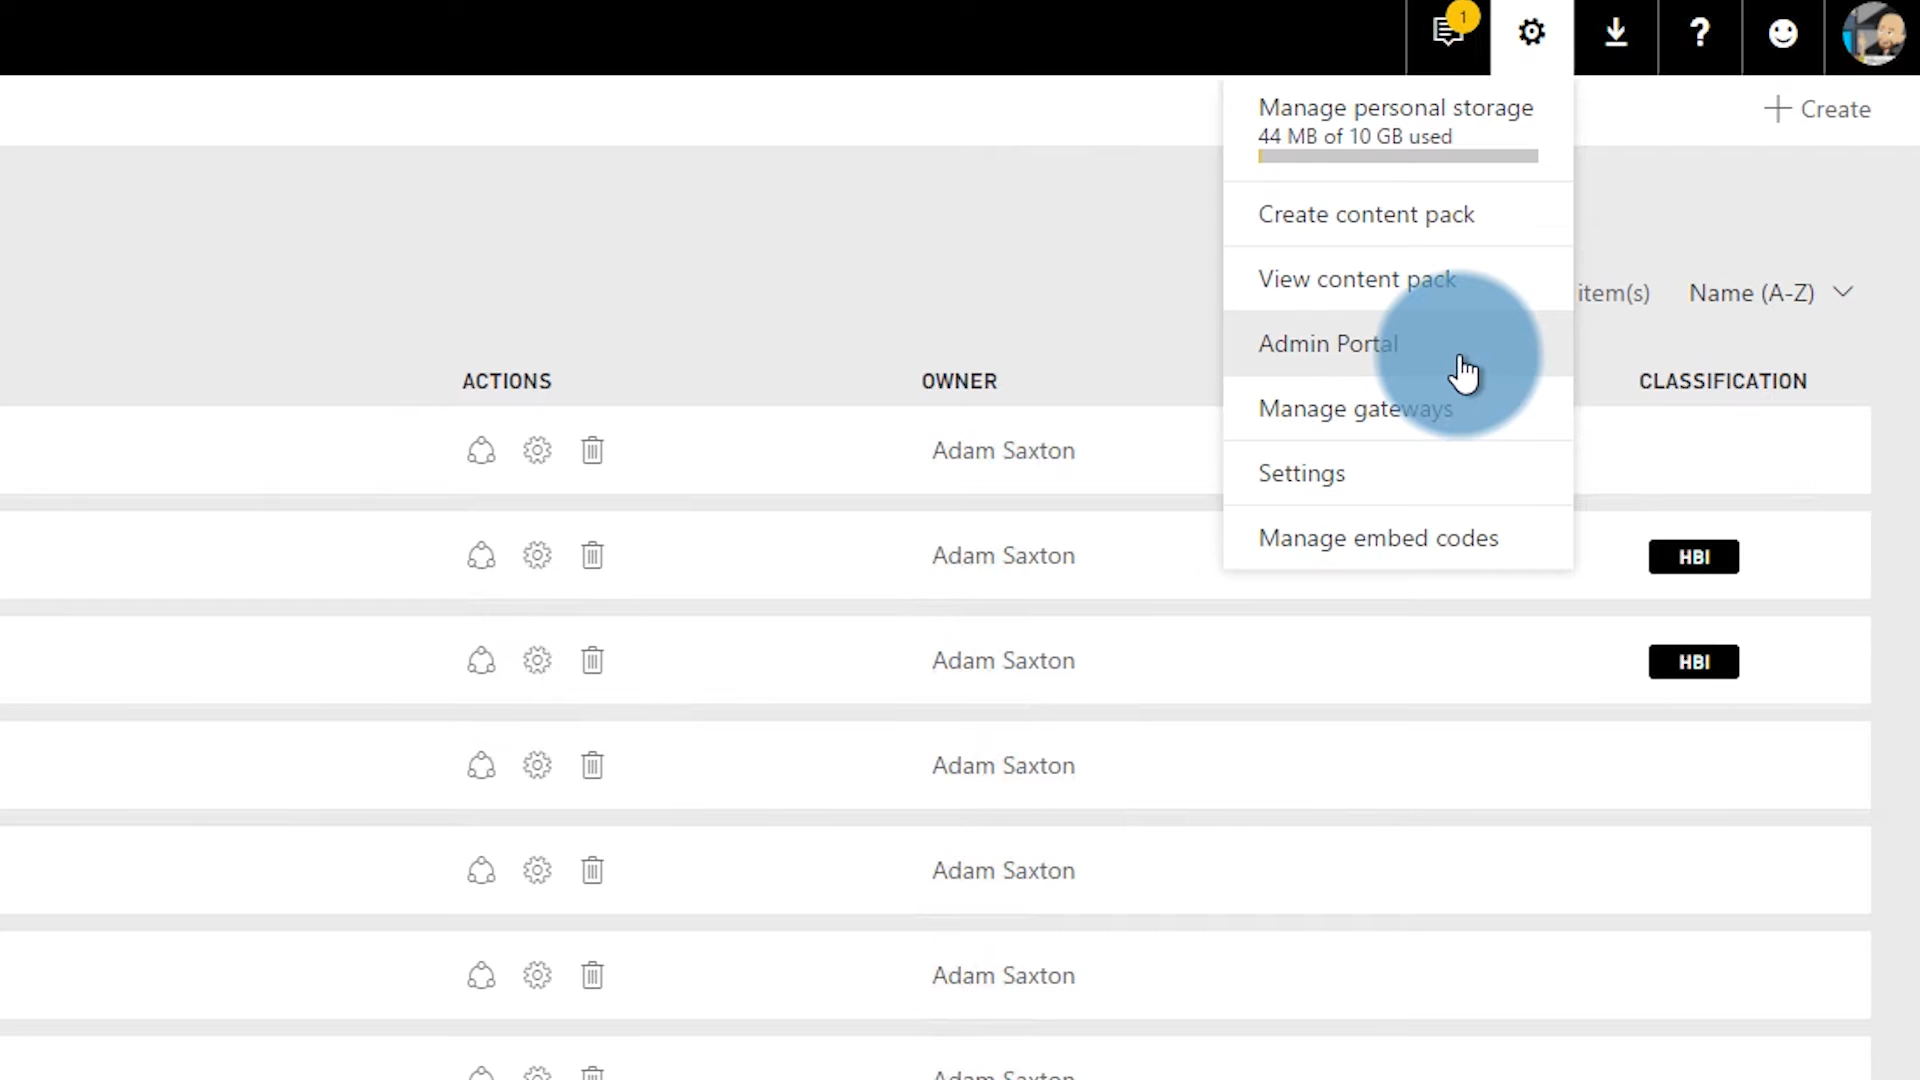 1
?
Manage personal storage
44 MB of 10 GB used
+ Create
Create content pack
View content pack
item(s)
Name (A-Z)
Admin Portal
ACTIONS
OWNER
CLASSIFICATION
Manage gateways
Adam Saxton
Settings
Manage embed codes
Adam Saxton
HBI
Adam Saxton
HBI
Adam Saxton
Adam Saxton
Adam Saxton
Adam Saxton